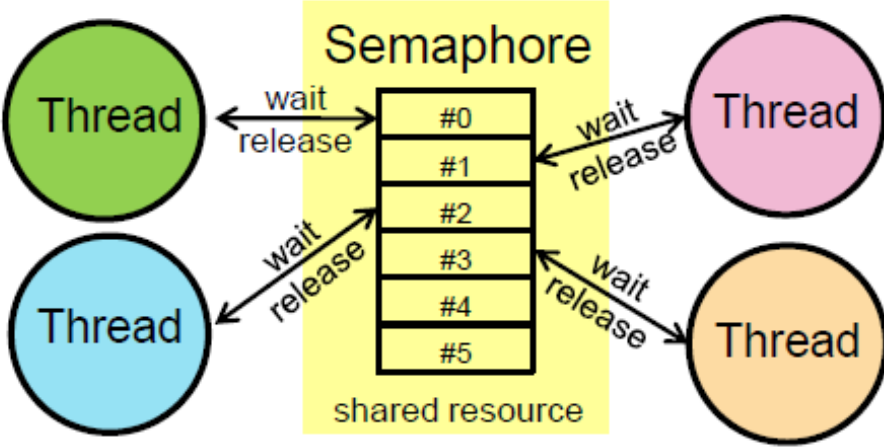 Semaphore
Thread
wait
release
#0
#1
#2
#3
#4
#5
wait
release
Thread
Thread
wait
release
wait
release
Thread
shared resource